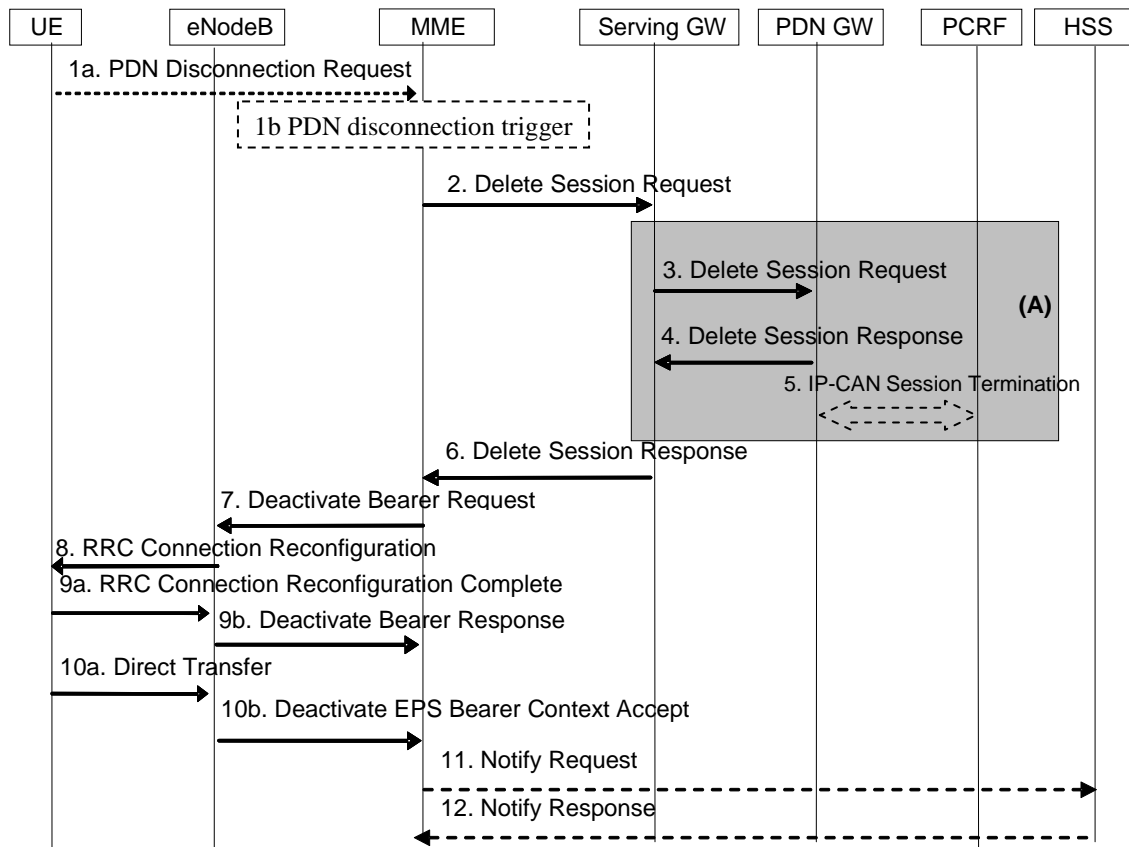 UE eNodeB MME Serving GW PDN GW PCRF HSS
1a. PDN Disconnection Request
1b PDN disconnection trigger
2. Delete Session Request
3. Delete Session Request
(A)
4. Delete Session Response
5. IP-CAN Session Termination
6. Delete Session Response
7. Deactivate Bearer Request
8. RRC Connection Reconfiguration
9a. RRC Connection Reconfiguration Complete
9b. Deactivate Bearer Response
10a. Direct Transfer
10b. Deactivate EPS Bearer Context Accept
11. Notify Request
12. Notify Response